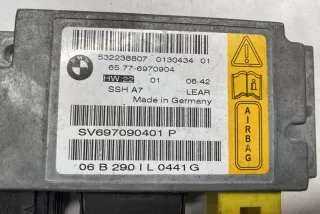 BMW
532238807 0130434 01
65.77-6970904
HW:22 01 06.42
SSH A7 LEAR
Made in Germany
SV697090401 P
06 B 290 I L 0441 G
AIRBAG